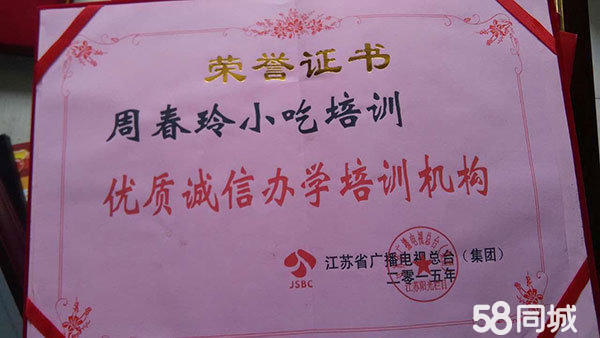 荣誉证书
周春玲小吃培训
优质诚信办学培训机构
JSBC
江苏省广播电视总台（集团）
二〇一五年
58同城